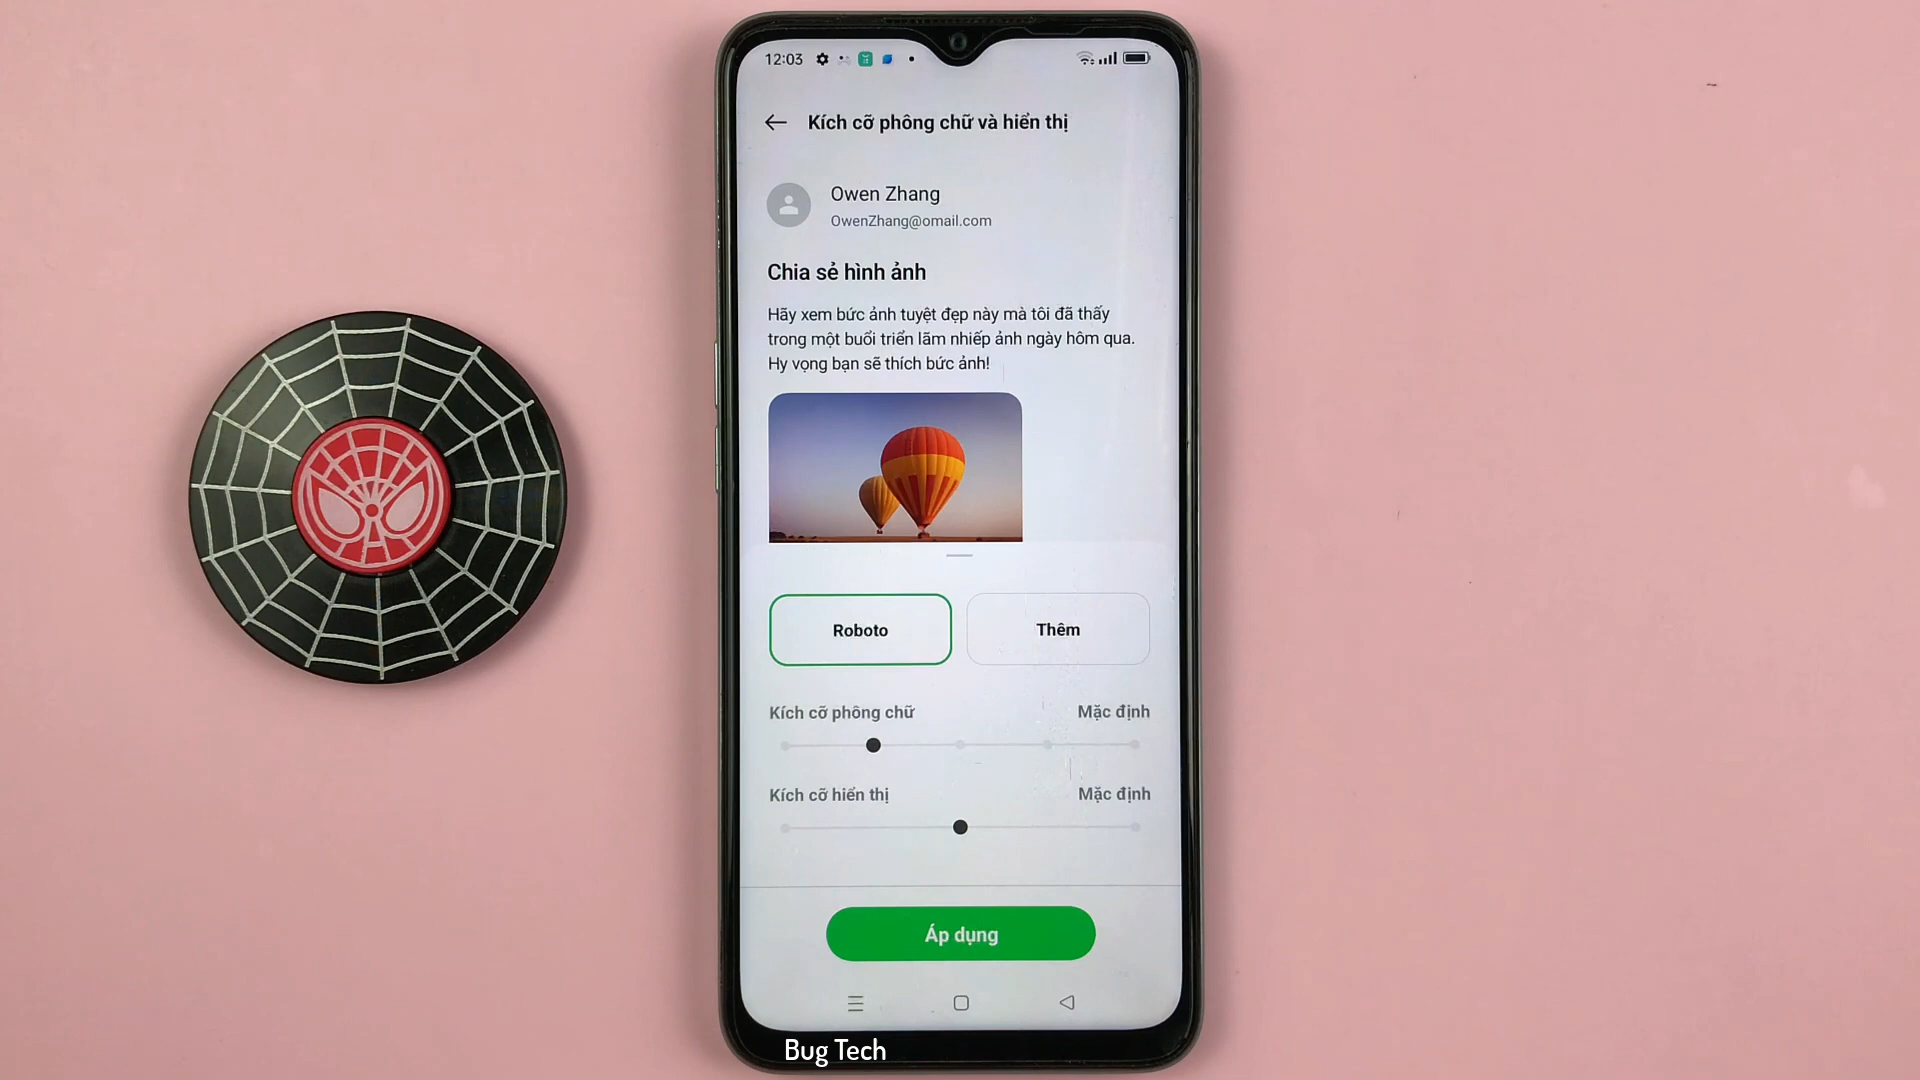 12:03
Kích cỡ phông chữ và hiển thị
Owen Zhang
OwenZhang@omail.com
Chia sẻ hình ảnh
Hãy xem bức ảnh tuyệt đẹp này mà tôi đã thấy
trong một buổi triển lãm nhiếp ảnh ngày hôm qua.
Hy vọng bạn sẽ thích bức ảnh!
Roboto
Thêm
Kích cỡ phông chữ
Mặc định
Kích cỡ hiển thị
Mặc định
Áp dụng
Bug Tech